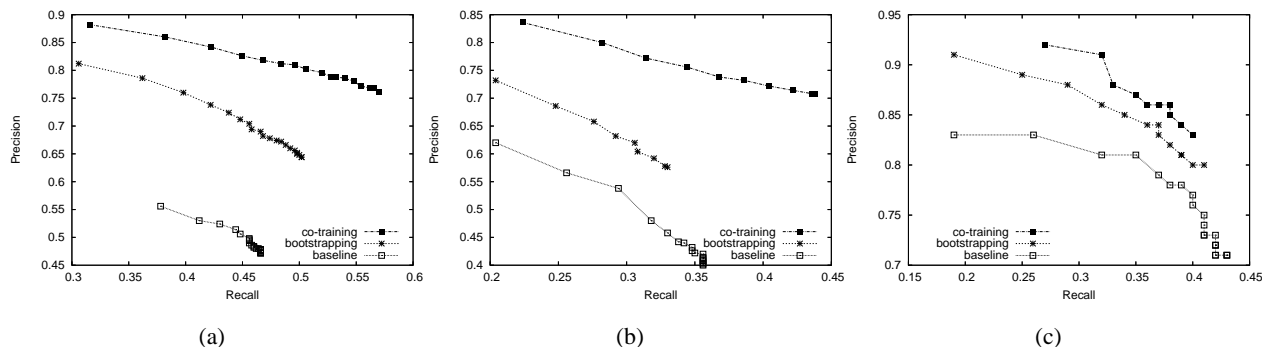 0.9
0.85
0.8
0.75
0.7
0.65
0.6
0.55
0.5
0.45
Precision
0.3 0.35 0.4 0.45 0.5 0.55 0.6
Recall
co-training
bootstrapping
baseline
(a)
0.85
0.8
0.75
0.7
0.65
0.6
0.55
0.5
0.45
0.4
Precision
0.2 0.25 0.3 0.35 0.4 0.45
Recall
co-training
bootstrapping
baseline
(b)
0.95
0.9
0.85
0.8
0.75
0.7
Precision
0.15 0.2 0.25 0.3 0.35 0.4 0.45
Recall
co-training
bootstrapping
baseline
(c)